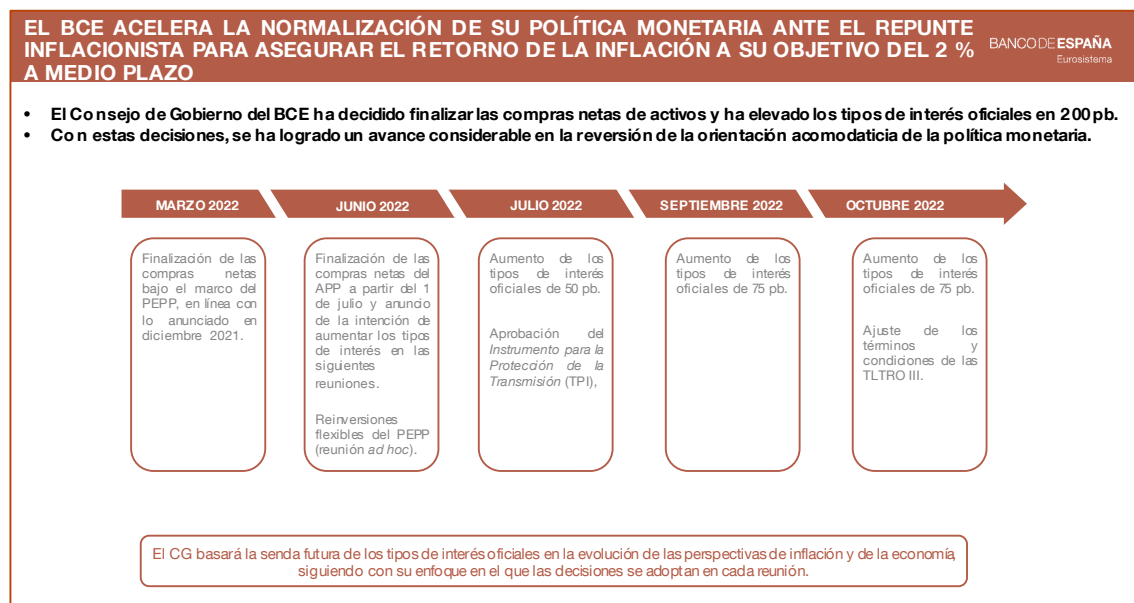 EL BCE ACELERA LA NORMALIZACIÓN DE SU POLÍTICA MONETARIA ANTE EL REPUNTE
INFLACIONISTA PARA ASEGURAR EL RETORNO DE LA INFLACIÓN A SU OBJETIVO DEL 2 %
A MEDIO PLAZO
BANCO DE ESPAÑA
Eurosistema
• El Consejo de Gobierno del BCE ha decidido finalizar las compras netas de activos y ha elevado los tipos de interés oficiales en 200 pb.
• Con estas decisiones, se ha logrado un avance considerable en la reversión de la orientación acomodaticia de la política monetaria.
MARZO 2022
JUNIO 2022
JULIO 2022
SEPTIEMBRE 2022
OCTUBRE 2022
Finalización de las
compras netas
bajo el marco del
PEPP, en línea con
lo anunciado en
diciembre 2021.
Finalización de las
compras netas del
APP a partir del 1
de julio y anuncio
de la intención de
aumentar los tipos
de interés en las
siguientes
reuniones.
Reinversiones
flexibles del PEPP
(reunión ad hoc).
Aumento de los
tipos de interés
oficiales de 50 pb.
Aprobación del
Instrumento para la
Protección de la
Transmisión (TPI),
Aumento de los
tipos de interés
oficiales de 75 pb.
Aumento de los
tipos de interés
oficiales de 75 pb.
Ajuste de los
términos y
condiciones de las
TLTRO III.
El CG basará la senda futura de los tipos de interés oficiales en la evolución de las perspectivas de inflación y de la economía,
siguiendo con su enfoque en el que las decisiones se adoptan en cada reunión.